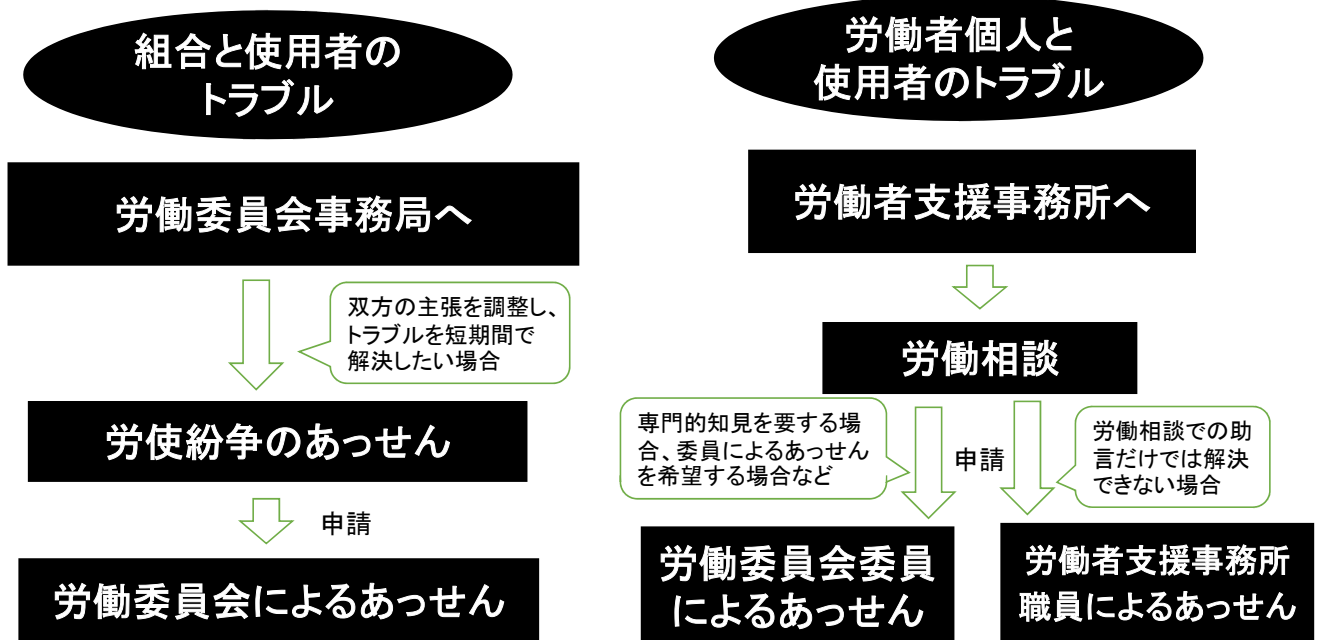 組合と使用者の
トラブル
労働委員会事務局へ
双方の主張を調整し、
トラブルを短期間で
解決したい場合
労使紛争のあっせん
申請
労働委員会によるあっせん
労働者個人と
使用者のトラブル
労働者支援事務所へ
労働相談
専門的知見を要する場
合、委員によるあっせん
を希望する場合など
申請
労働相談での助
言だけでは解決
できない場合
労働委員会委員
によるあっせん
労働者支援事務所
職員によるあっせん